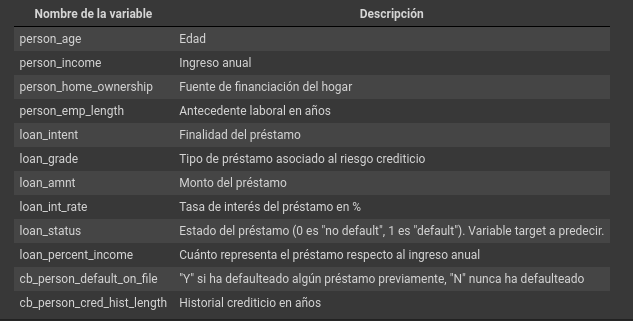 Nombre de la variable Descripción
person_age Edad
person_income Ingreso anual
person_home_ownership Fuente de financiación del hogar
person_emp_length Antecedente laboral en años
loan_intent Finalidad del préstamo
loan_grade Tipo de préstamo asociado al riesgo crediticio
loan_amnt Monto del préstamo
loan_int_rate Tasa de interés del préstamo en %
loan_status Estado del préstamo (0 es "no default", 1 es "default"). Variable target a predecir.
loan_percent_income Cuánto representa el préstamo respecto al ingreso anual
cb_person_default_on_file "Y" si ha defaulteado algún préstamo previamente, "N" nunca ha defaulteado
cb_person_cred_hist_length Historial crediticio en años